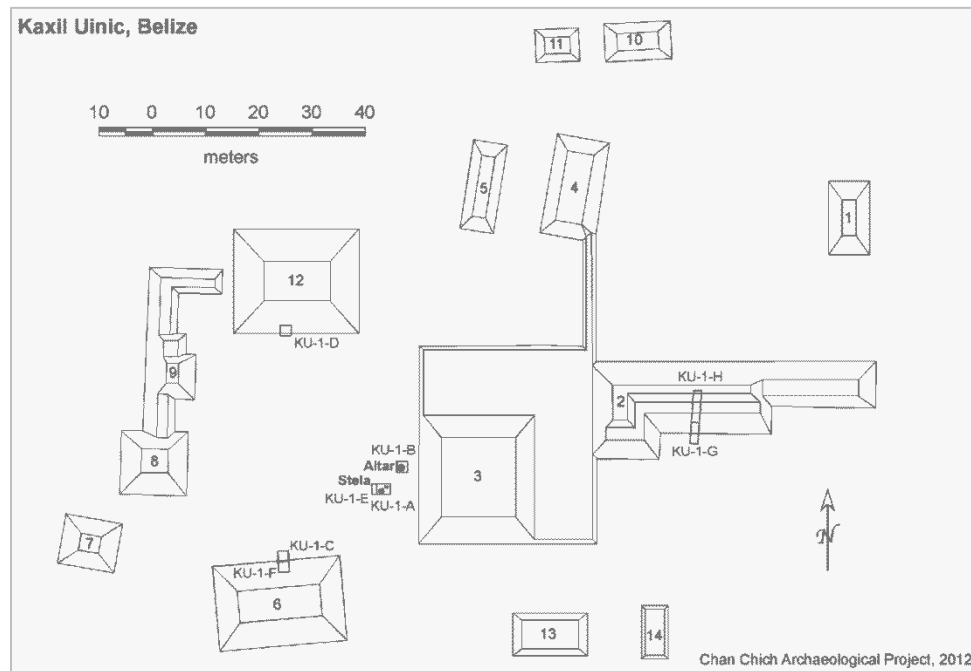 Kaxil Uinic, Belize
11
10
10 0 10 20 30 40
meters
5
4
1
12
KU-1-D
9
KU-1-H
2
KU-1-G
8
KU-1-B
Altar
3
Stela
KU-1-E
KU-1-A
7
KU-1-C
KU-1-F
6
N
13
14
Chan Chich Archaeological Project, 2012